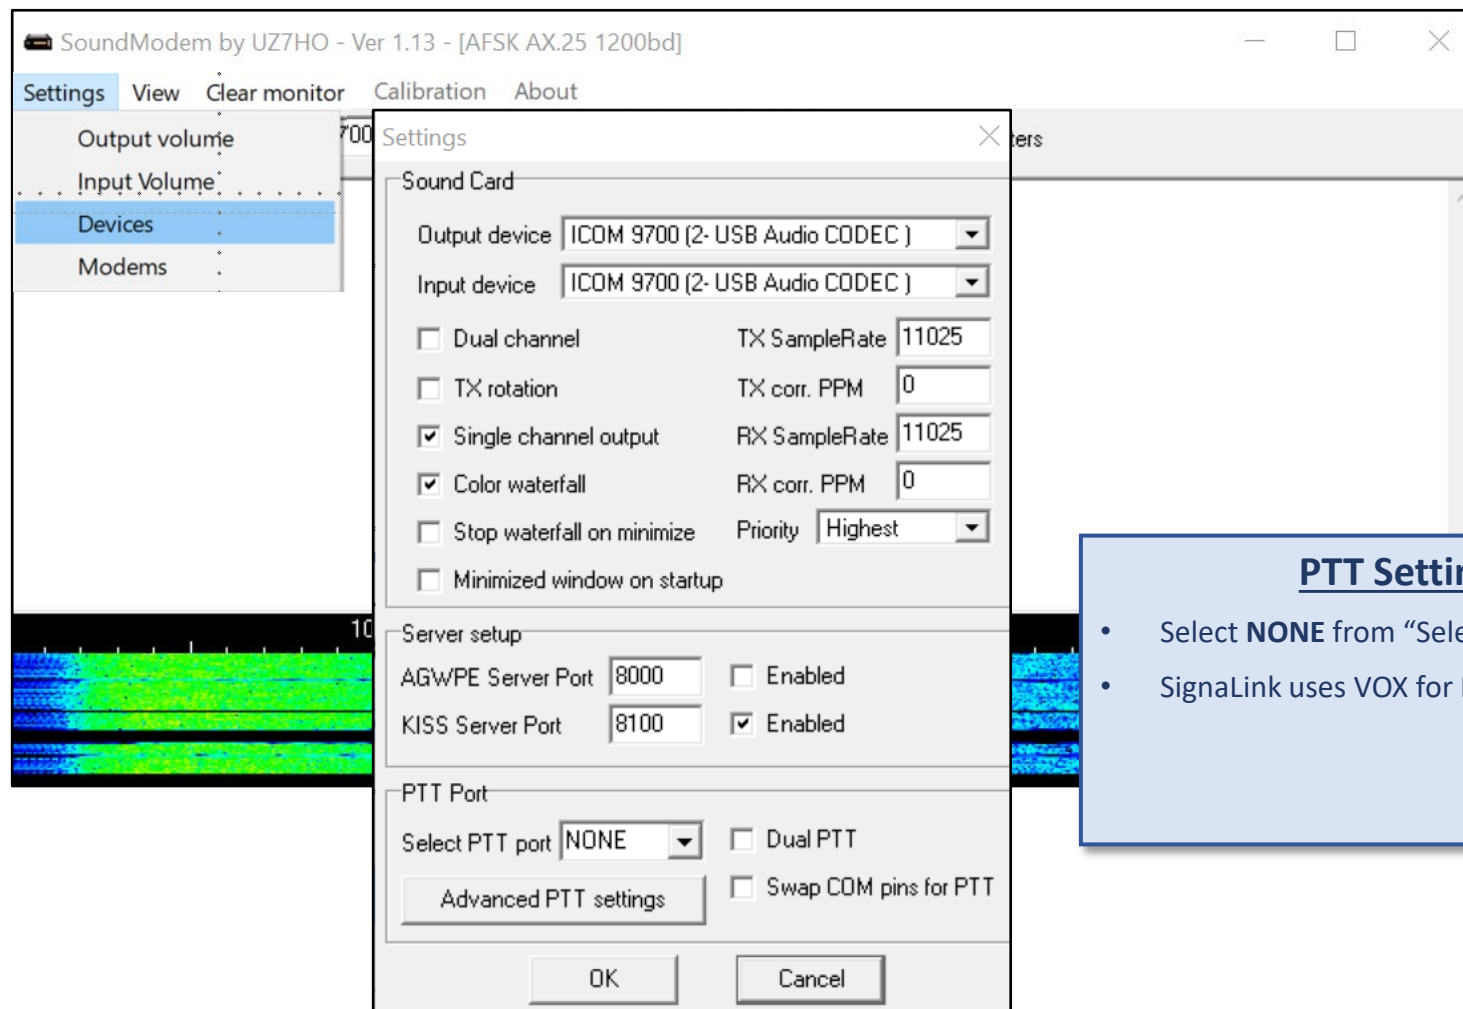 SoundModem by UZ7HO - Ver 1.13 - [AFSK AX.25 1200bd]
Settings View Clear monitor Calibration About
Output volume
Input Volume
Devices
Modems
700
ters
Settings
Sound Card
Output device ICOM 9700 (2- USB Audio CODEC )
Input device ICOM 9700 (2- USB Audio CODEC )
Dual channel TX SampleRate 11025
TX rotation TX corr. PPM 0
Single channel output RX SampleRate 11025
Color waterfall RX corr. PPM 0
Stop waterfall on minimize Priority Highest
Minimized window on startup
10
Server setup
AGWPE Server Port 8000 Enabled
KISS Server Port 8100 Enabled
PTT Port
Select PTT port NONE Dual PTT
Advanced PTT settings Swap COM pins for PTT
OK Cancel
PTT Settin
• Select NONE from “Sele
• SignaLink uses VOX for